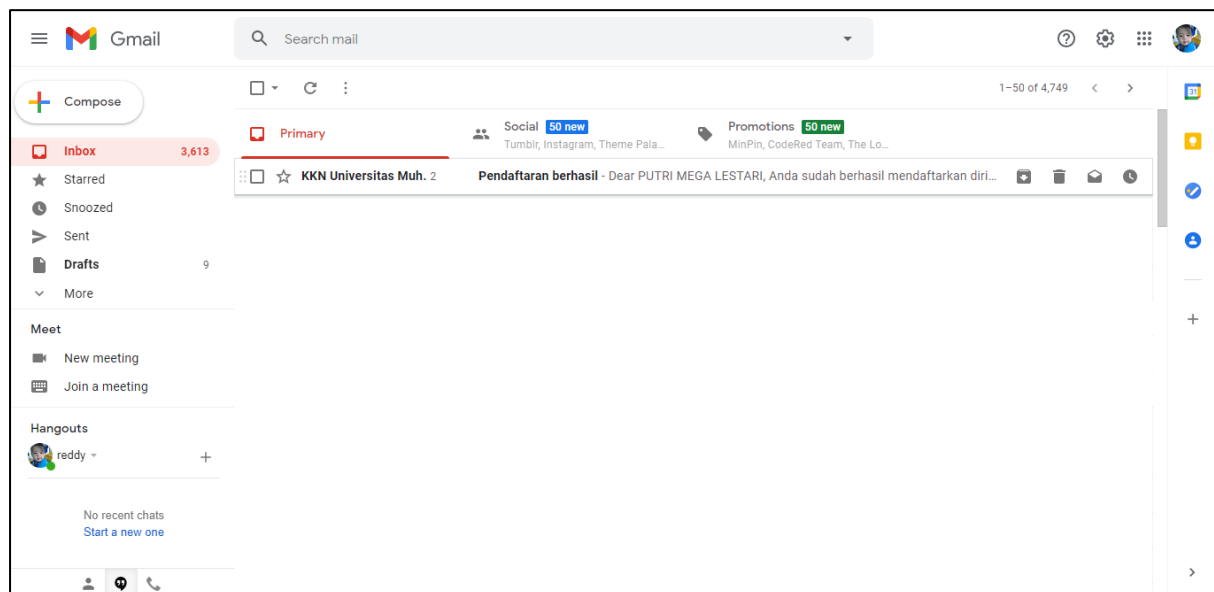 Gmail
Search mail
Compose
1–50 of 4,749
31
Primary
Social 50 new
Tumblr, Instagram, Theme Pala...
Promotions 50 new
MinPin, CodeRed Team, The Lo...
Inbox 3,613
KKN Universitas Muh. 2 Pendaftaran berhasil - Dear PUTRI MEGA LESTARI, Anda sudah berhasil mendaftarkan diri...
Starred
Snoozed
Sent
Drafts 9
More
Meet
New meeting
Join a meeting
Hangouts
reddy
No recent chats
Start a new one